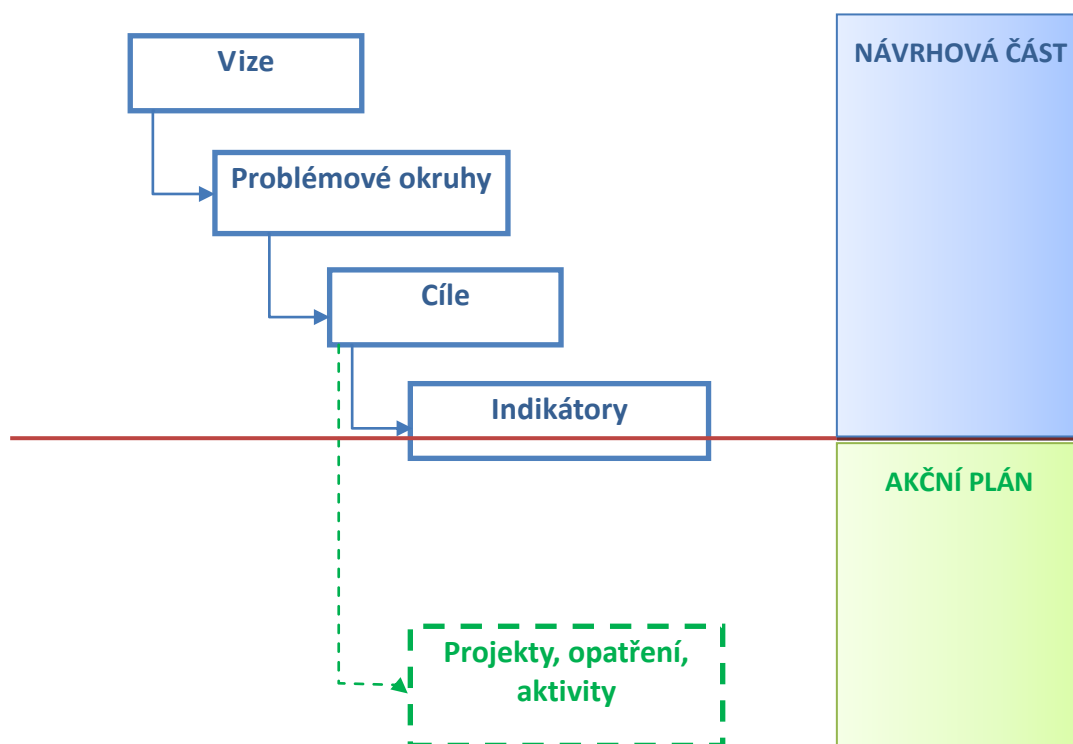 Vize
NÁVRHOVÁ ČÁST
Problémové okruhy
Cíle
Indikátory
AKČNÍ PLÁN
Projekty, opatření,
aktivity